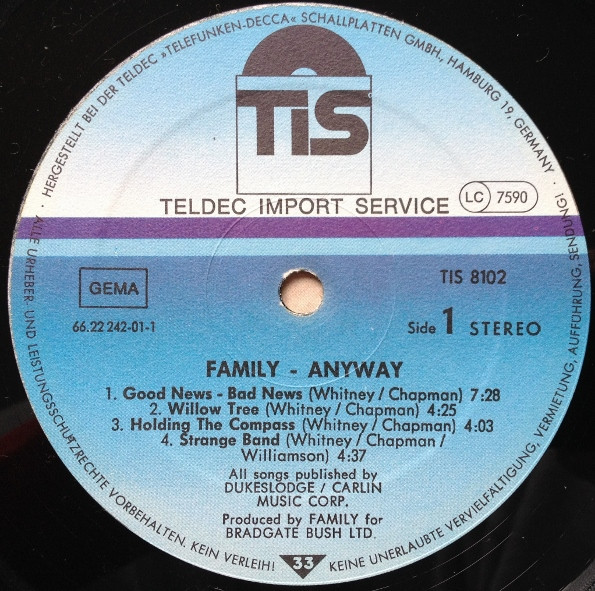 HERGESTELLT BEI DER TELDEC »TELEFUNKEN-DECCA« SCHALLPLATTEN GMBH, HAMBURG 19, GERMANY ·
TiS
TELDEC IMPORT SERVICE LC 7590
GEMA
TIS 8102
66.22 242-01-1
Side 1 STEREO
FAMILY - ANYWAY
1. Good News - Bad News (Whitney / Chapman) 7:28
2. Willow Tree (Whitney / Chapman) 4:25
3. Holding The Compass (Whitney / Chapman) 4:03
4. Strange Band (Whitney / Chapman /
Williamson) 4:37
All songs published by
DUKESLODGE / CARLIN
MUSIC CORP.
Produced by FAMILY for
BRADGATE BUSH LTD.
33
· ALLE URHEBER- UND LEISTUNGSSCHUTZRECHTE VORBEHALTEN. KEIN VERLEIH! KEINE UNERLAUBTE VERVIELFÄLTIGUNG, VERMIETUNG, AUFFÜHRUNG, SENDUNG!